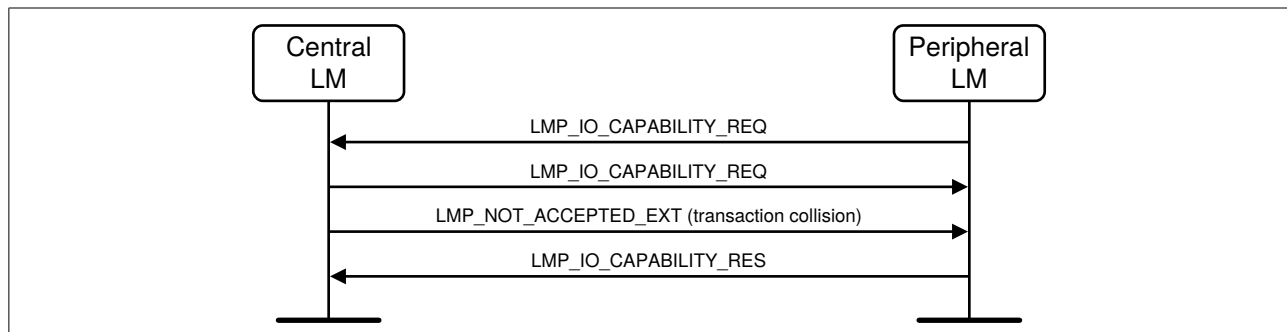 Central
LM
Peripheral
LM
LMP_IO_CAPABILITY_REQ
LMP_IO_CAPABILITY_REQ
LMP_NOT_ACCEPTED_EXT (transaction collision)
LMP_IO_CAPABILITY_RES